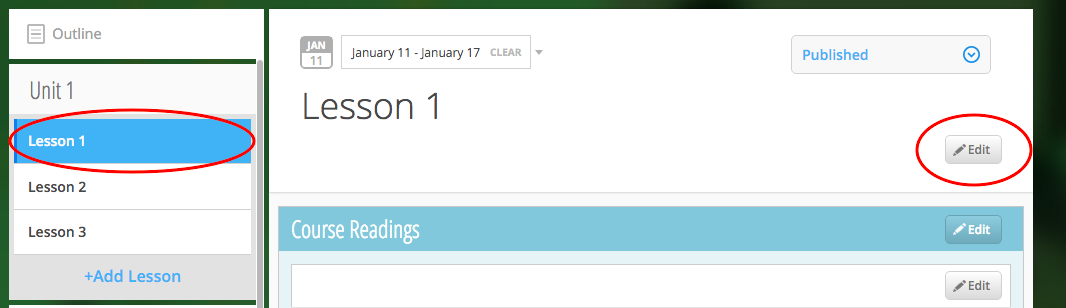 Outline
Unit 1
Lesson 1
Lesson 2
Lesson 3
+Add Lesson
JAN
11
January 11 - January 17 CLEAR
Published
Lesson 1
Edit
Course Readings
Edit
Edit